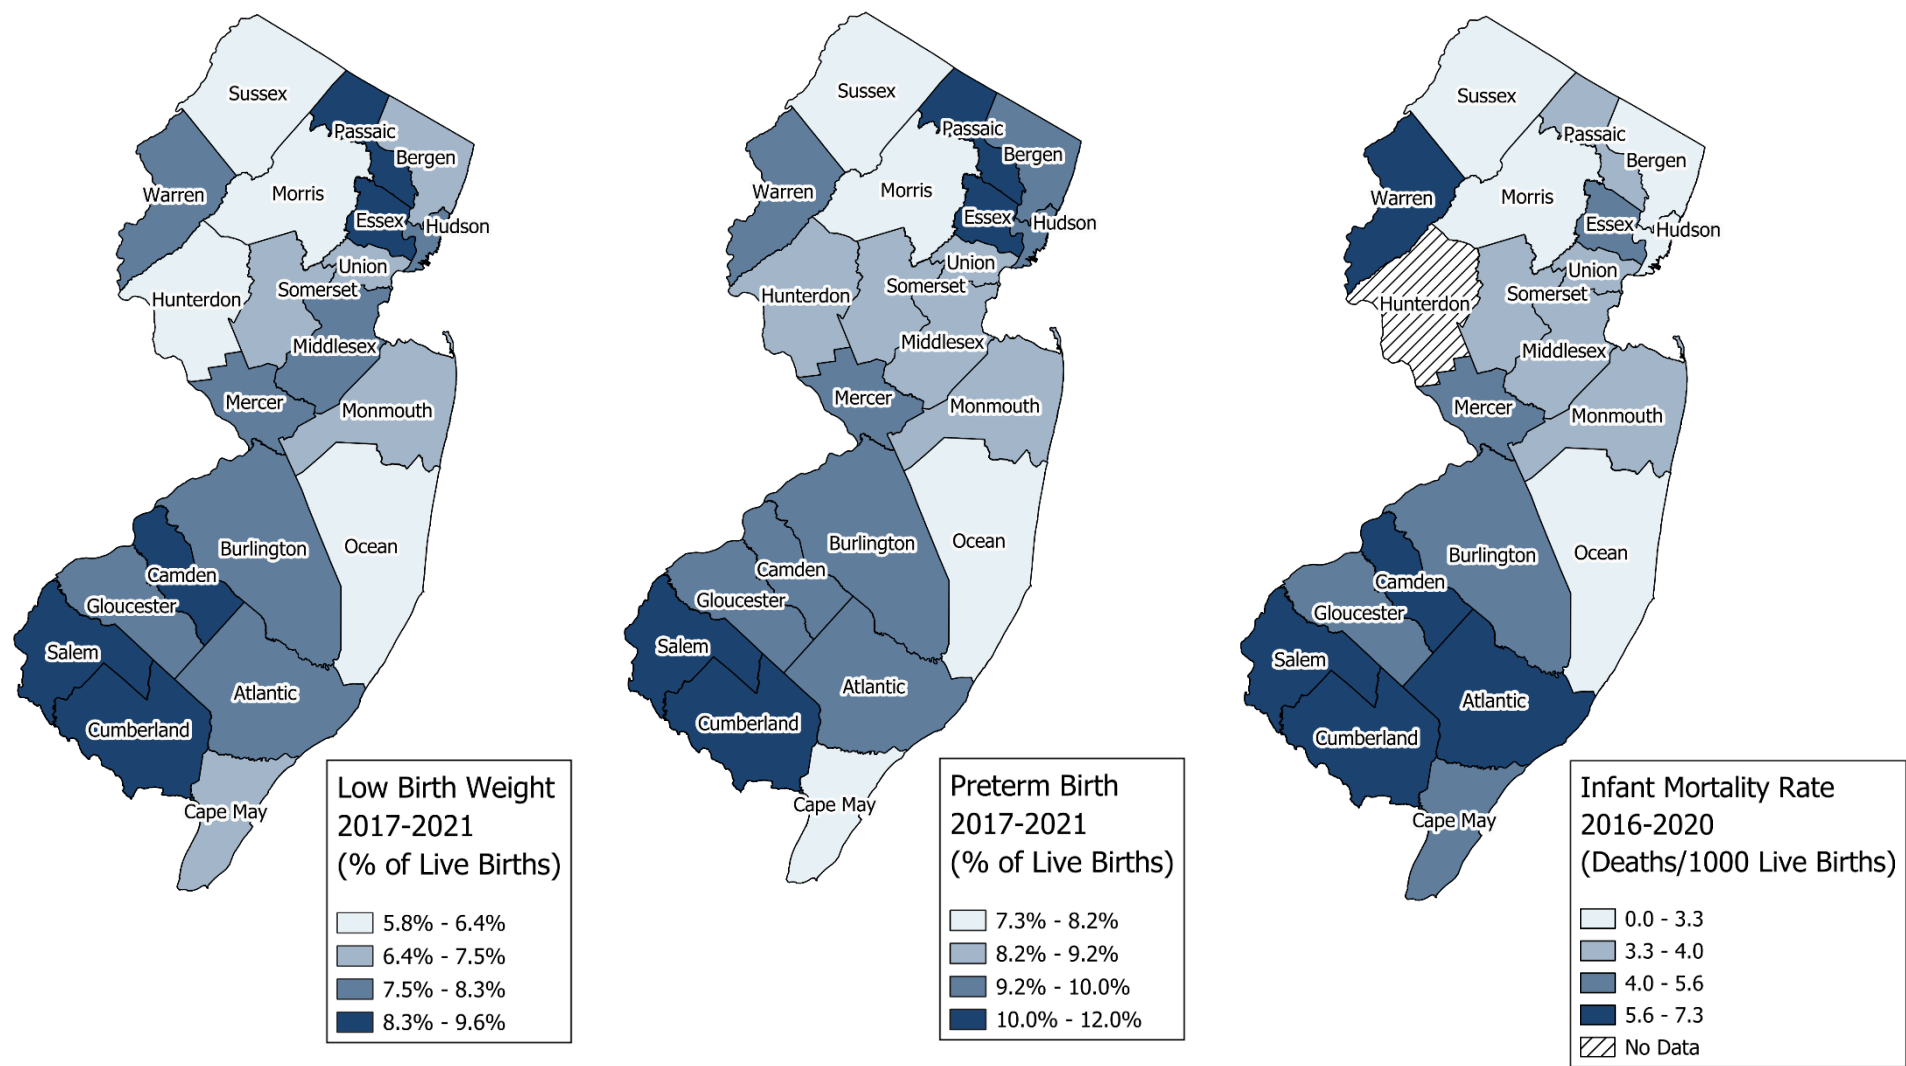 Sussex
Passaic
Bergen
Warren
Morris
Essex
Hudson
Union
Somerset
Hunterdon
Middlesex
Mercer
Monmouth
Burlington
Ocean
Camden
Gloucester
Salem
Atlantic
Cumberland
Cape May
Low Birth Weight
2017-2021
(% of Live Births)
5.8% - 6.4%
6.4% - 7.5%
7.5% - 8.3%
8.3% - 9.6%
Sussex
Passaic
Bergen
Warren
Morris
Essex
Hudson
Union
Somerset
Hunterdon
Middlesex
Mercer
Monmouth
Burlington
Ocean
Camden
Gloucester
Salem
Atlantic
Cumberland
Cape May
Preterm Birth
2017-2021
(% of Live Births)
7.3% - 8.2%
8.2% - 9.2%
9.2% - 10.0%
10.0% - 12.0%
Sussex
Passaic
Bergen
Warren
Morris
Essex
Hudson
Union
Somerset
Hunterdon
Middlesex
Mercer
Monmouth
Burlington
Ocean
Camden
Gloucester
Salem
Atlantic
Cumberland
Cape May
Infant Mortality Rate
2016-2020
(Deaths/1000 Live Births)
0.0 - 3.3
3.3 - 4.0
4.0 - 5.6
5.6 - 7.3
No Data